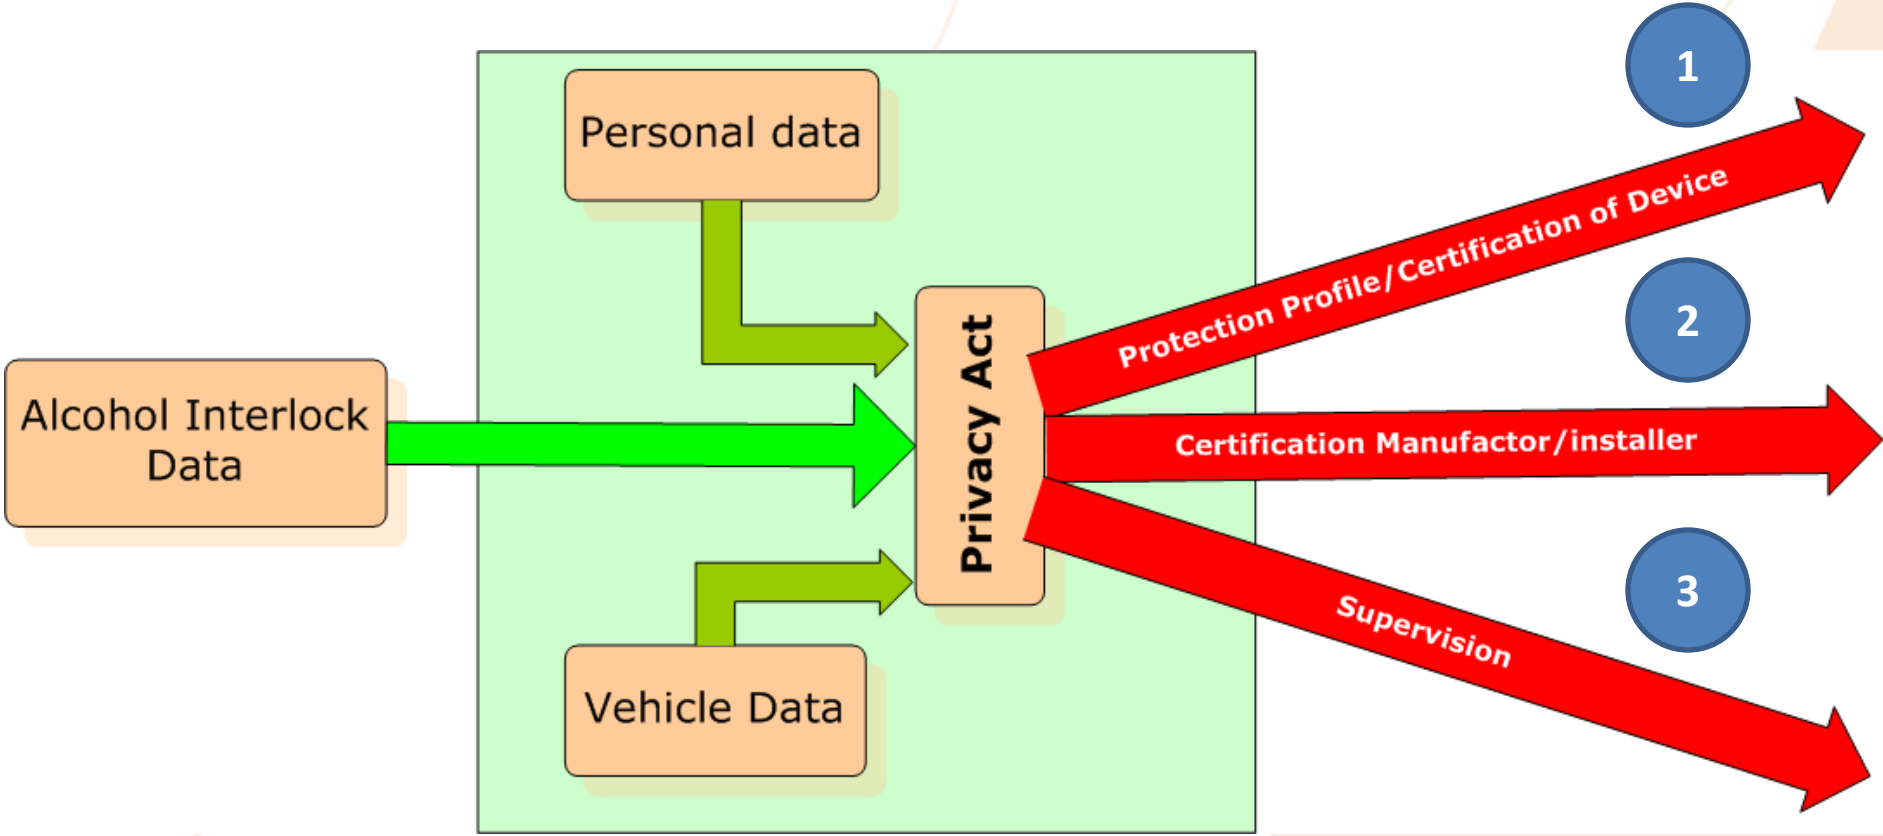 Personal data
Alcohol Interlock
Data
Vehicle Data
Privacy Act
1
Protection Profile/Certification of Device
2
Certification Manufactor/installer
3
Supervision